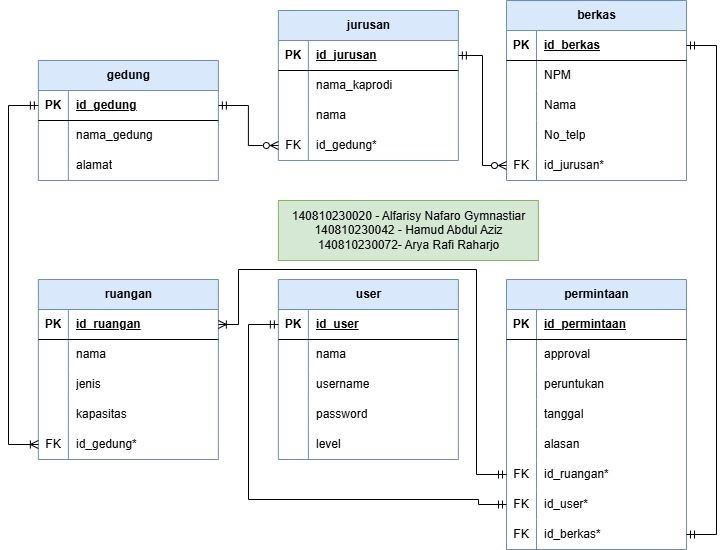 gedung
PK id_gedung
nama_gedung
alamat
jurusan
PK id_jurusan
nama_kaprodi
nama
FK id_gedung*
berkas
PK id_berkas
NPM
Nama
No_telp
FK id_jurusan*
140810230020 - Alfarisy Nafaro Gymnastiar
140810230042 - Hamud Abdul Aziz
140810230072- Arya Rafi Raharjo
ruangan
PK id_ruangan
nama
jenis
kapasitas
FK id_gedung*
user
PK id_user
nama
username
password
level
permintaan
PK id_permintaan
approval
peruntukan
tanggal
alasan
FK id_ruangan*
FK id_user*
FK id_berkas*